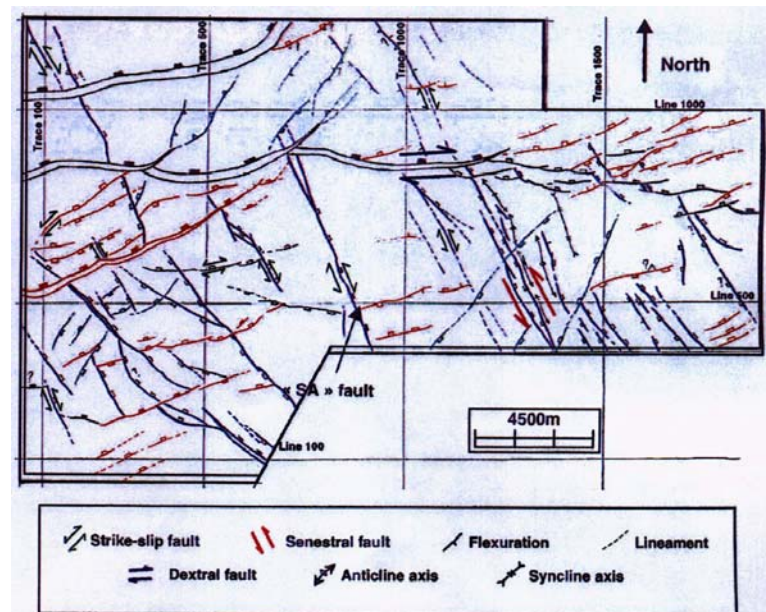 Trace 100
Trace 500
Trace 1000
Trace 1500
North
Line 1000
Line 500
« SA » fault
Line 100
4500m
Strike-slip fault
Senestral fault
Flexuration
Lineament
Dextral fault
Anticline axis
Syncline axis